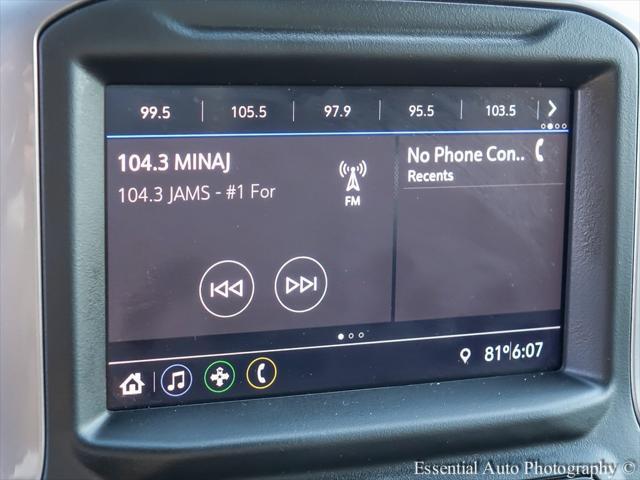 99.5 105.5 97.9 95.5 103.5
104.3 MINAJ
104.3 JAMS - #1 For
FM
No Phone Con..
Recents
81° 6:07
Essential Auto Photography ©